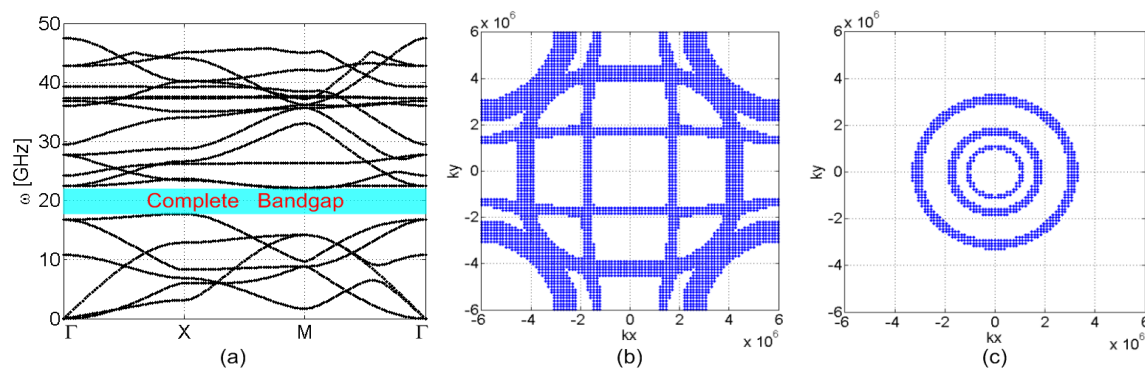 50
40
30
20
10
0
ω [GHz]
Complete Bandgap
Γ X M Γ
(a)
x 10^6
6
4
2
0
-2
-4
-6
ky
-6 -4 -2 0 2 4 6
kx
x 10^6
(b)
x 10^6
6
4
2
0
-2
-4
-6
ky
-6 -4 -2 0 2 4 6
kx
x 10^6
(c)